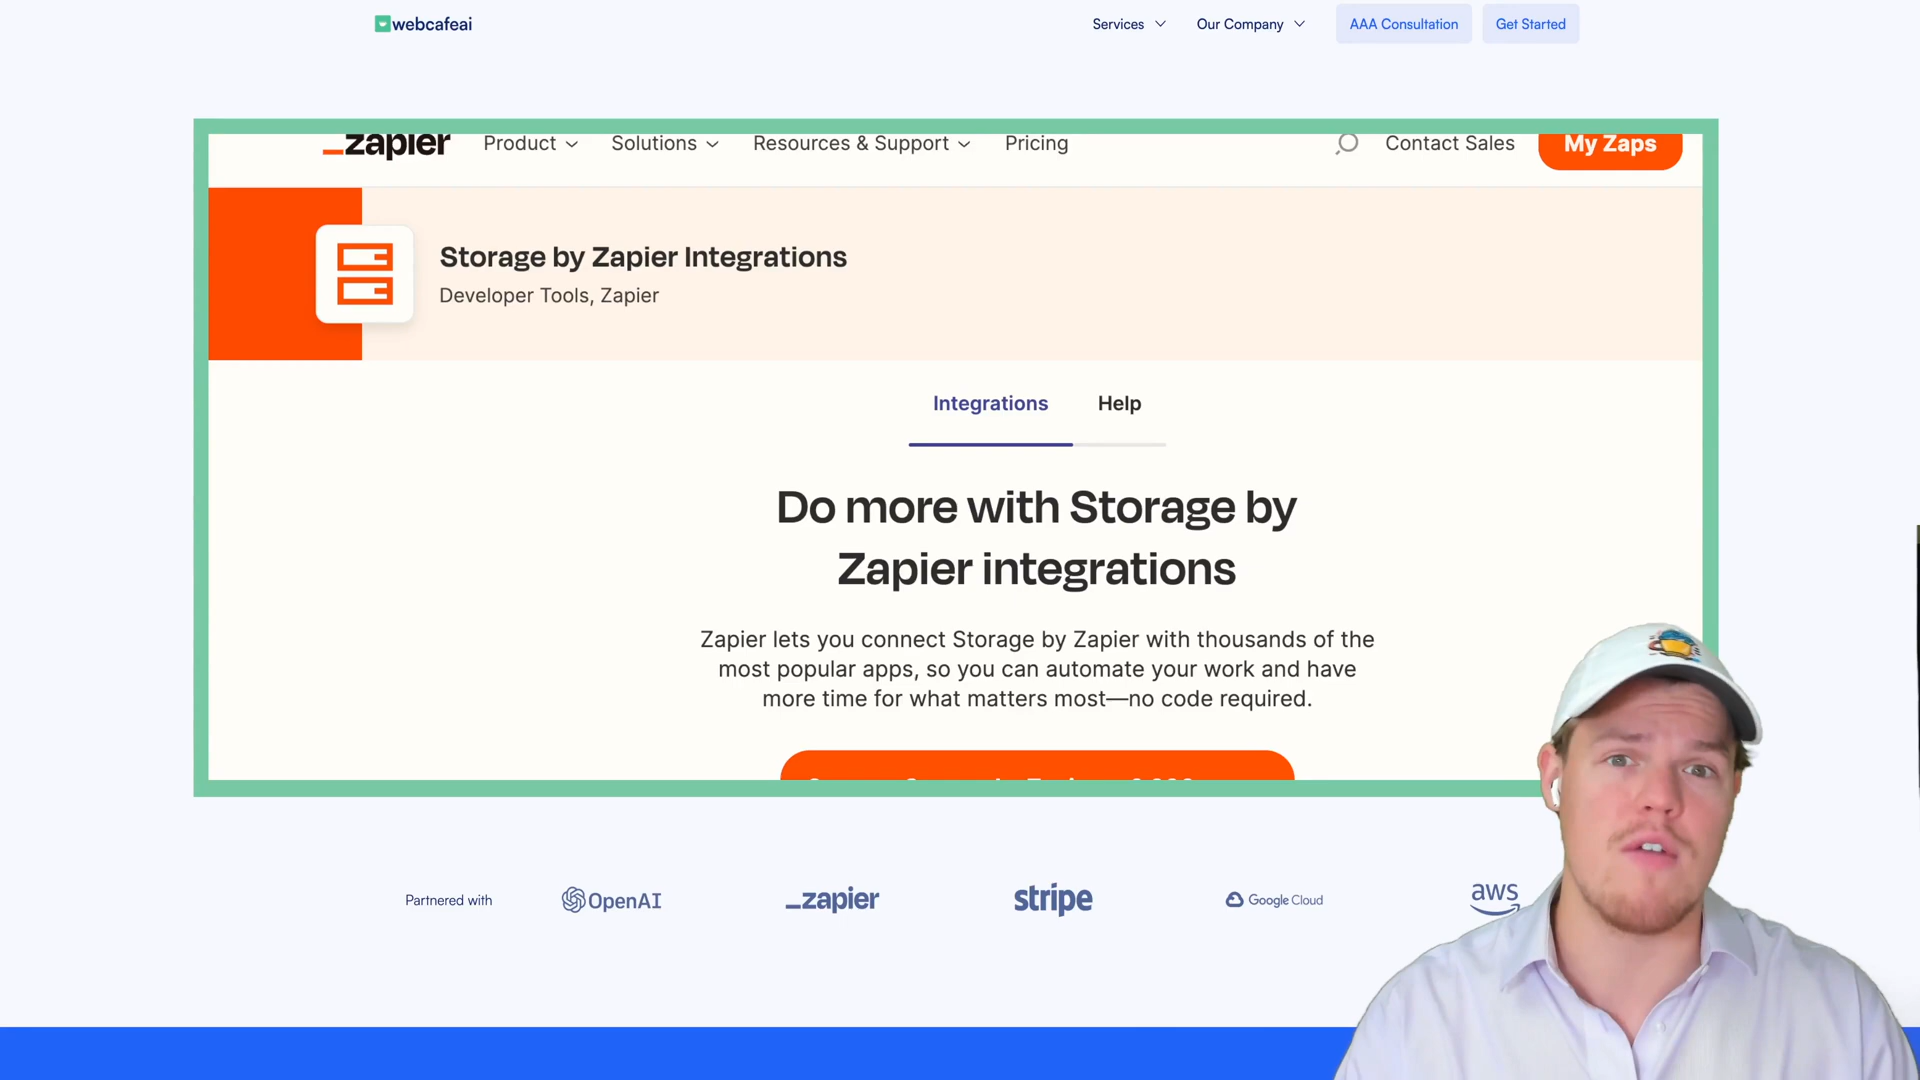 webcafeai
Services
Our Company
AAA Consultation
Get Started
zapier
Product
Solutions
Resources & Support
Pricing
Contact Sales
My Zaps
Storage by Zapier Integrations
Developer Tools, Zapier
Integrations
Help
Do more with Storage by
Zapier integrations
Zapier lets you connect Storage by Zapier with thousands of the
most popular apps, so you can automate your work and have
more time for what matters most—no code required.
Partnered with
OpenAI
zapier
stripe
Google Cloud
aws